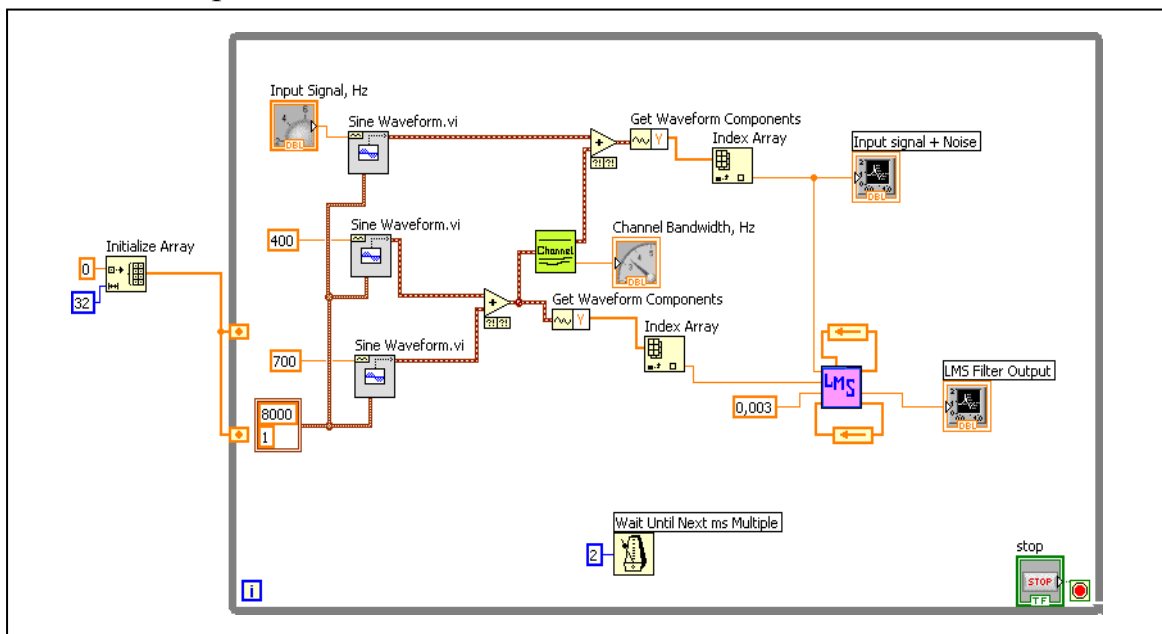 Input Signal, Hz
DBL
Sine Waveform.vi
Get Waveform Components
Y
Index Array
Input signal + Noise
DBL
400
Sine Waveform.vi
Channel
Channel Bandwidth, Hz
DBL
Initialize Array
0
32
Get Waveform Components
Y
Index Array
700
Sine Waveform.vi
8000
1
0,003
LMS
LMS Filter Output
DBL
Wait Until Next ms Multiple
2
i
stop
STOP
TF